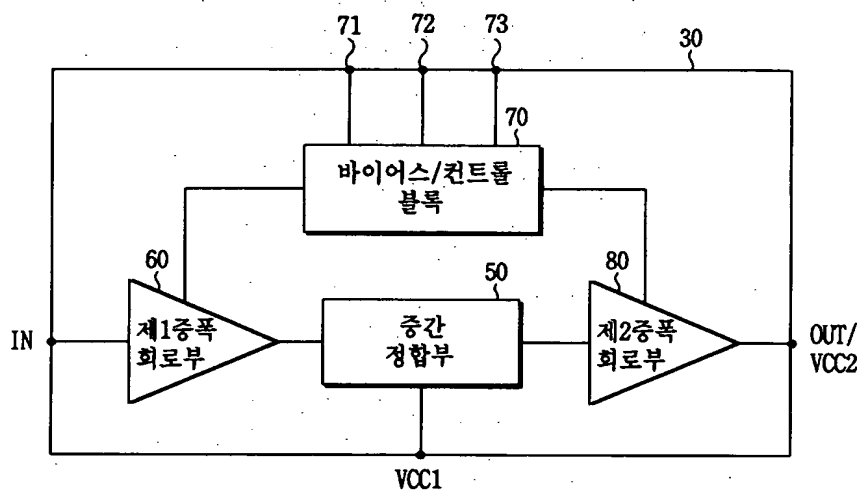 71
72
73
30
70
바이어스/컨트롤
블록
60
50
80
제1증폭
회로부
중간
정합부
제2증폭
회로부
IN
OUT/
VCC2
VCC1